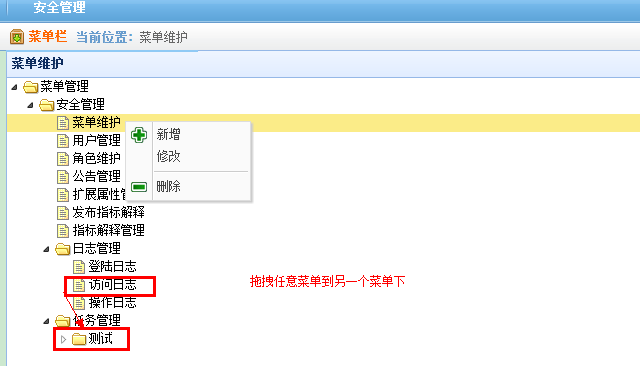 安全管理
菜单栏 当前位置：菜单维护
菜单维护
菜单管理
安全管理
菜单维护
用户管理
角色维护
公告管理
扩展属性管
发布指标解释
指标解释管理
日志管理
登陆日志
访问日志
操作日志
任务管理
测试
新增
修改
删除
拖拽任意菜单到另一个菜单下